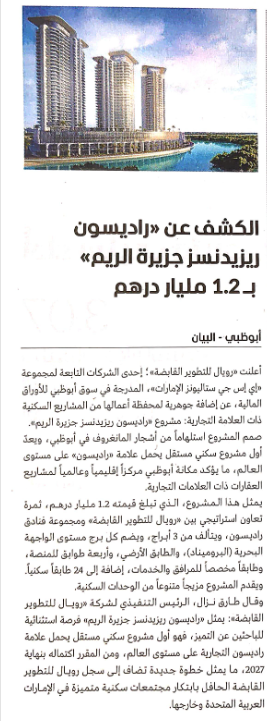 الكشف عن «راديسون
ريزيدنسز جزيرة الريم»
بـ 1.2 مليار درهم
أبوظبي - البيان
أعلنت «رويال للتطوير القابضة»؛ إحدى الشركات التابعة لمجموعة
«إي إس جي ستاليونز الإمارات»، المدرجة في سوق أبوظبي للأوراق
المالية، عن إضافة جوهرية لمحفظة أعمالها من المشاريع السكنية
ذات العلامة التجارية: مشروع «راديسون ريزيدنسز جزيرة الريم».
صمم المشروع استلهاماً من أشجار المانغروف في أبوظبي، ويعدّ
أول مشروع سكني مستقل يحمل علامة «راديسون» على مستوى
العالم، ما يؤكد مكانة أبوظبي مركزاً إقليمياً وعالمياً لمشاريع
العقارات ذات العلامات التجارية.
يمثل هذا المشروع، الذي تبلغ قيمته 1.2 مليار درهم، ثمرة
تعاون استراتيجي بين «رويال للتطوير القابضة» ومجموعة فنادق
راديسون، ويتألف من 3 أبراج، ويضم كل برج مستوى الواجهة
البحرية (البروميناد)، والطابق الأرضي، وأربعة طوابق للمنصة،
وطابقاً مخصصاً للمرافق والخدمات، إضافة إلى 24 طابقاً سكنياً.
ويقدم المشروع مزيجاً متنوعاً من الوحدات السكنية.
وقال طارق نزال، الرئيس التنفيذي لشركة «رويال للتطوير
القابضة»: يمثل «راديسون ريزيدنسز جزيرة الريم» فرصة استثنائية
للباحثين عن التميز، فهو أول مشروع سكني مستقل يحمل علامة
راديسون التجارية على مستوى العالم، ومن المقرر اكتماله بنهاية
2027، ما يمثل خطوة جديدة تضاف إلى سجل رويال للتطوير
القابضة الحافل بابتكار مجتمعات سكنية متميزة في الإمارات
العربية المتحدة وخارجها.